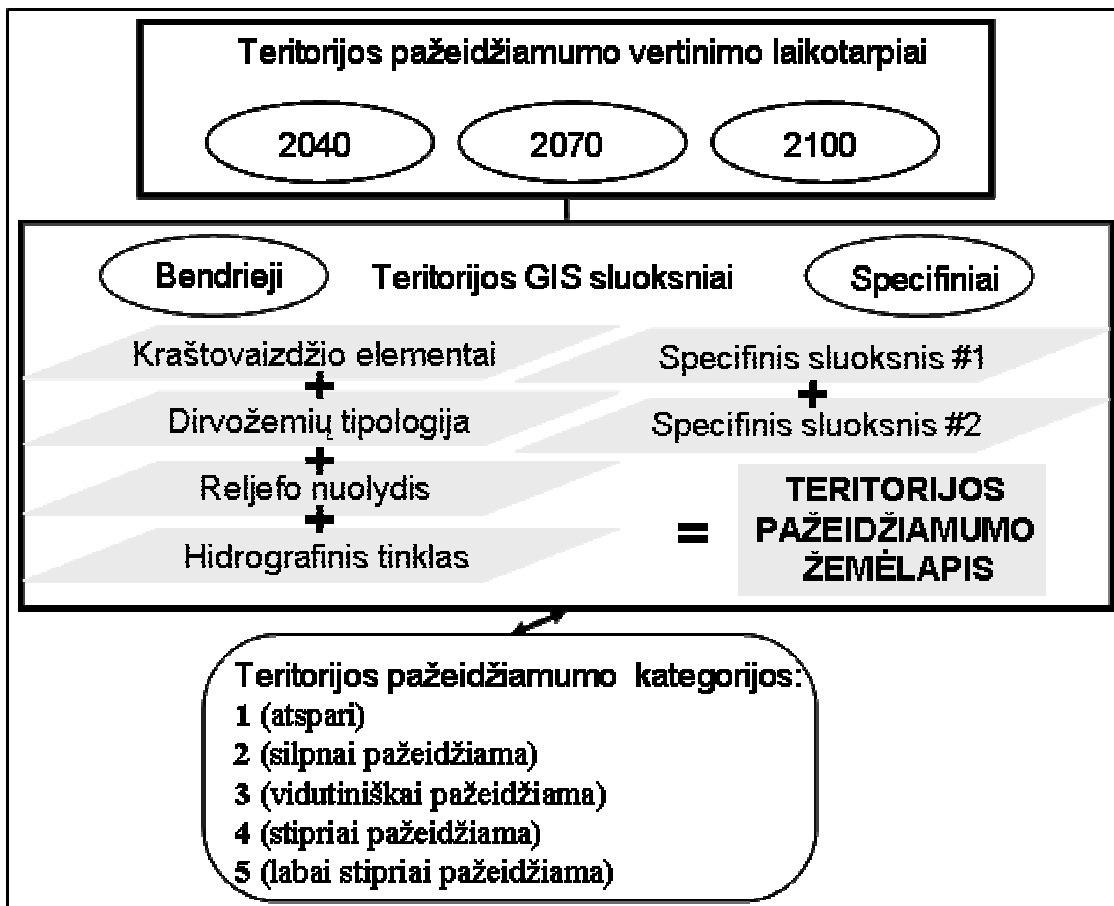 Teritorijos pažeidžiamumo vertinimo laikotarpiai
2040 2070 2100
Bendrieji Teritorijos GIS sluoksniai Specifiniai
Kraštovaizdžio elementai
+
Dirvožemių tipologija
+
Reljefo nuolydis
+
Hidrografinis tinklas
Specifinis sluoksnis #1
+
Specifinis sluoksnis #2
=
TERITORIJOS
PAŽEIDŽIAMUMO
ŽEMĖLAPIS
Teritorijos pažeidžiamumo kategorijos:
1 (atspari)
2 (silpnai pažeidžiama)
3 (vidutiniškai pažeidžiama)
4 (stipriai pažeidžiama)
5 (labai stipriai pažeidžiama)